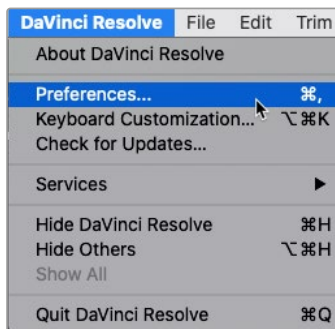 DaVinci Resolve File Edit Trim
About DaVinci Resolve
Preferences... ⌘,
Keyboard Customization... ⌥⌘K
Check for Updates...
Services ▶
Hide DaVinci Resolve ⌘H
Hide Others ⌥⌘H
Show All
Quit DaVinci Resolve ⌘Q